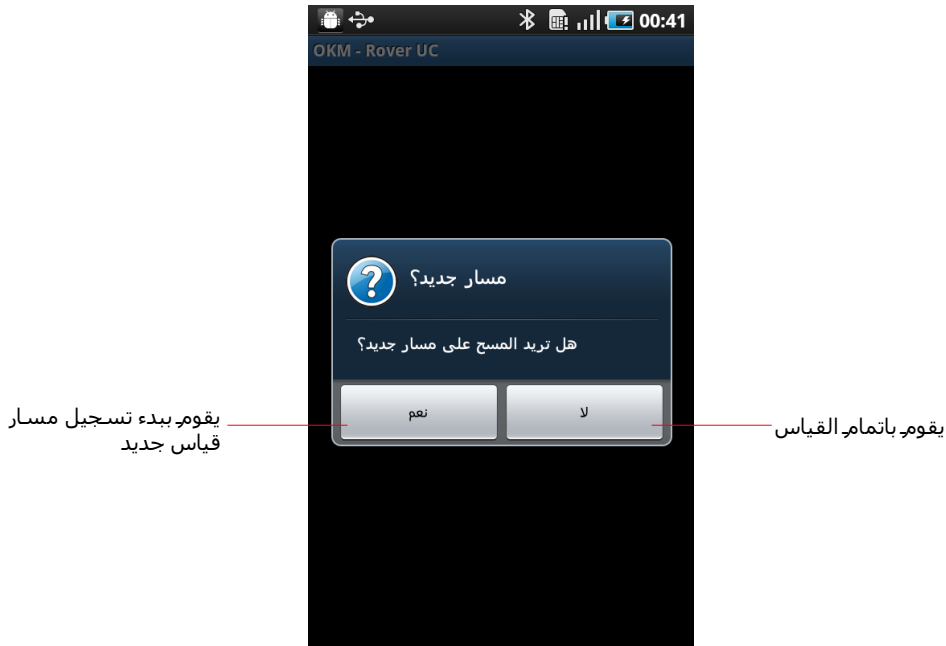 00:41
OKM - Rover UC
مسار جديد؟
هل تريد المسح على مسار جديد؟
نعم
لا
يقوم ببدء تسجيل مسار
قياس جديد
يقوم باتمام القياس